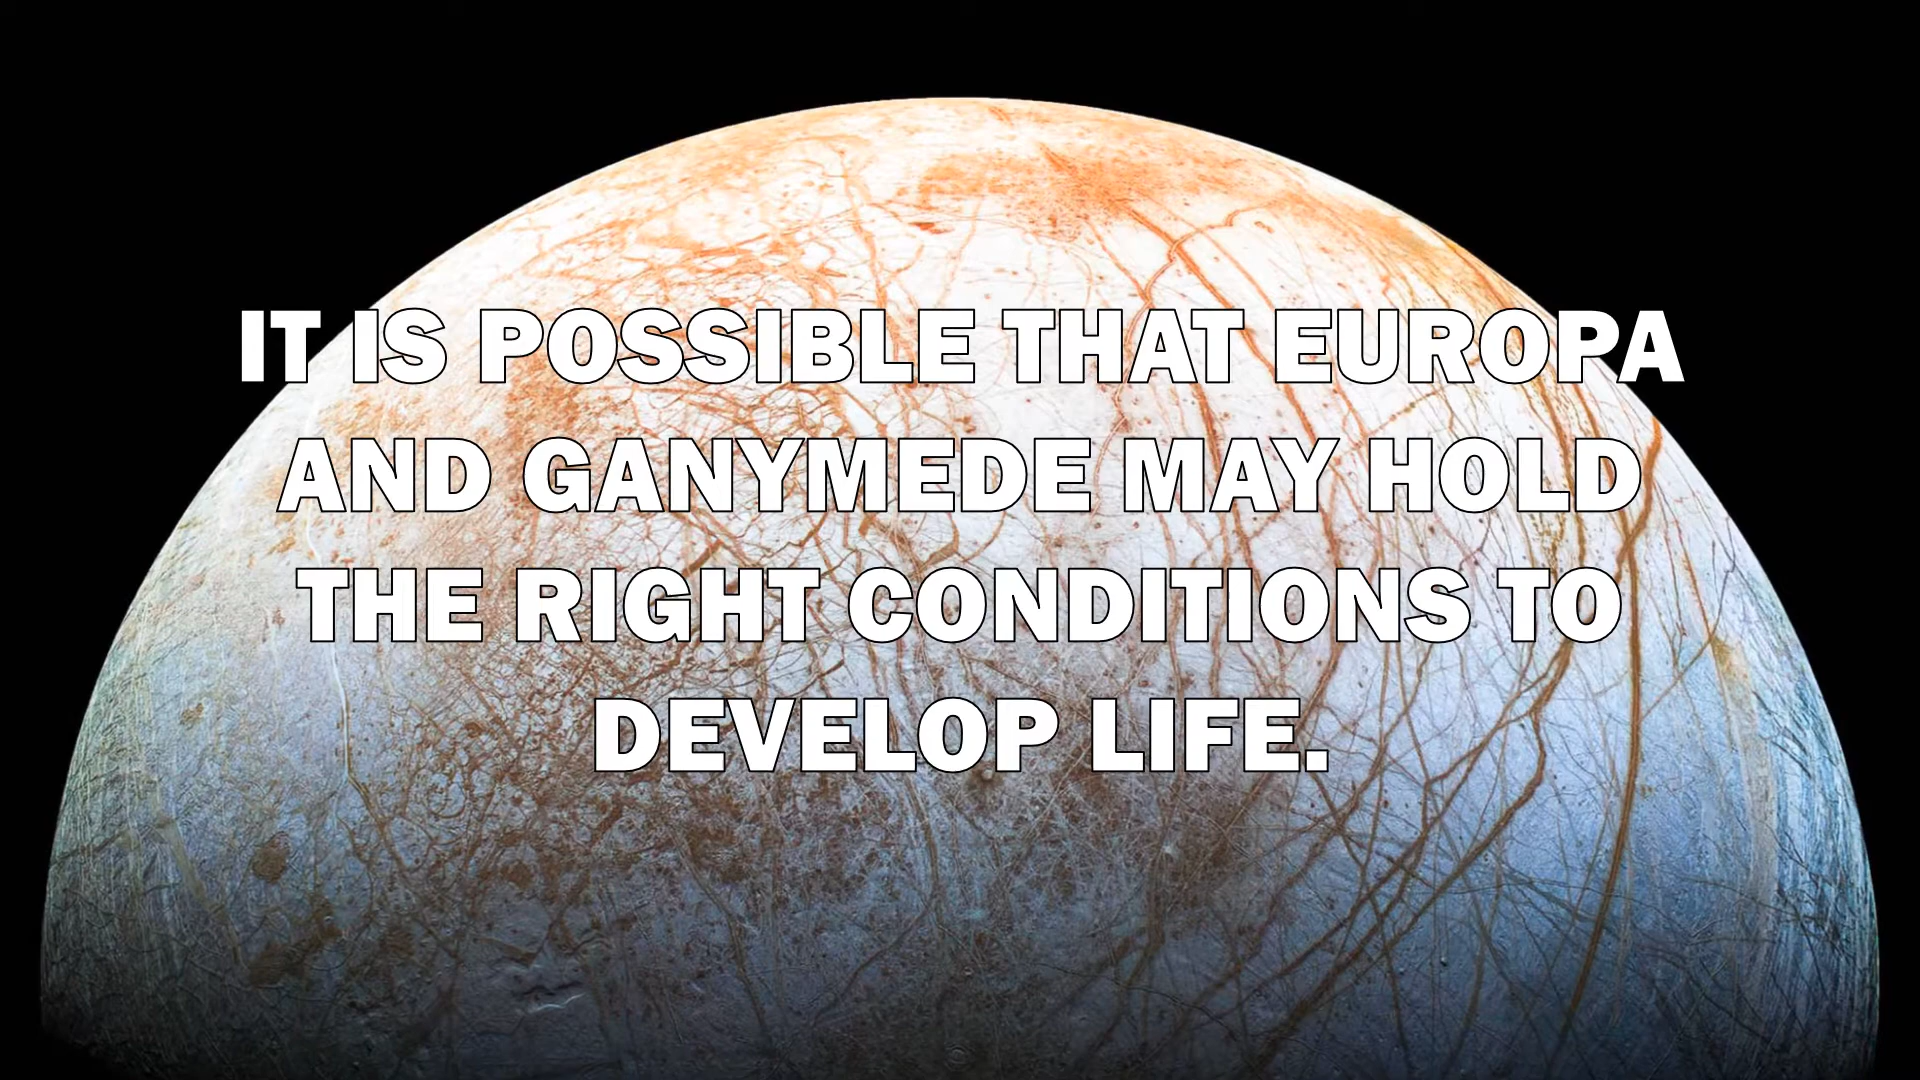 IT IS POSSIBLE THAT EUROPA
AND GANYMEDE MAY HOLD
THE RIGHT CONDITIONS TO
DEVELOP LIFE.